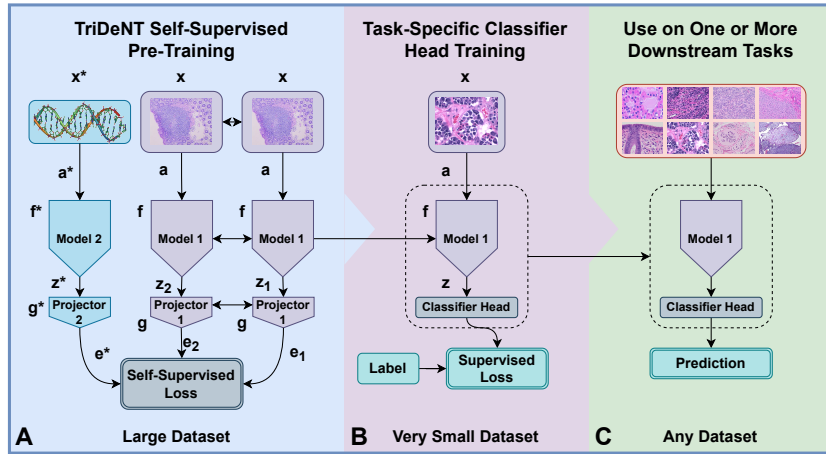 TriDeNT Self-Supervised
Pre-Training
x*
x
x
a*
a
a
f*
f
f
Model 2
Model 1
Model 1
z*
z2
z1
g*
Projector
2
Projector
1
Projector
1
g
g
e*
e2
e1
Self-Supervised
Loss
A
Large Dataset
Task-Specific Classifier
Head Training
x
a
f
Model 1
z
Classifier Head
Label
Supervised
Loss
B
Very Small Dataset
Use on One or More
Downstream Tasks
Model 1
Classifier Head
Prediction
C
Any Dataset